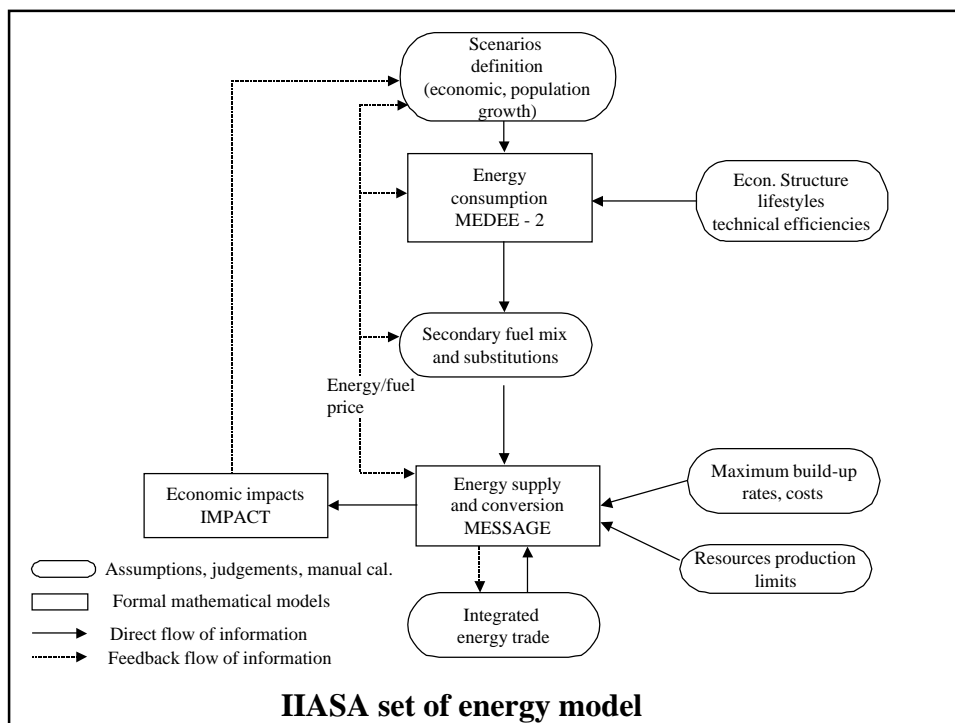 Scenarios
definition
(economic, population
growth)
Energy
consumption
MEDEE - 2
Econ. Structure
lifestyles
technical efficiencies
Secondary fuel mix
and substitutions
Energy/fuel
price
Economic impacts
IMPACT
Energy supply
and conversion
MESSAGE
Maximum build-up
rates, costs
Resources production
limits
Integrated
energy trade
Assumptions, judgements, manual cal.
Formal mathematical models
Direct flow of information
Feedback flow of information
IIASA set of energy model